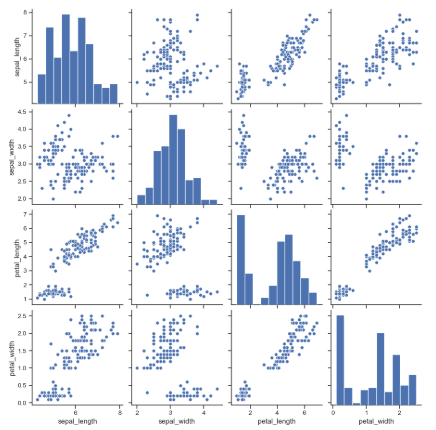 8
7
6
5
sepal_length
4.5
4.0
3.5
3.0
2.5
2.0
sepal_width
7
6
5
4
3
2
1
petal_length
2.5
2.0
1.5
1.0
0.5
0.0
petal_width
6 8
sepal_length
2 3 4
sepal_width
2 4 6
petal_length
0 1 2
petal_width